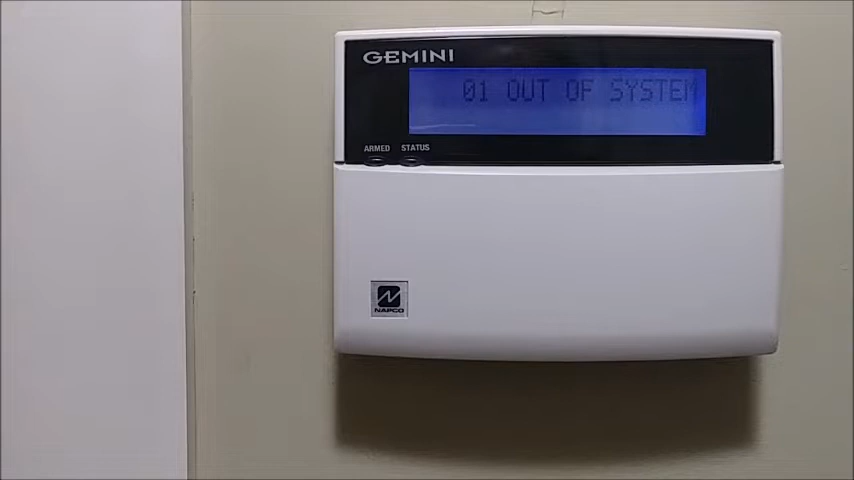 GEMINI
01 OUT OF SYSTEM
ARMED STATUS
NAPCO